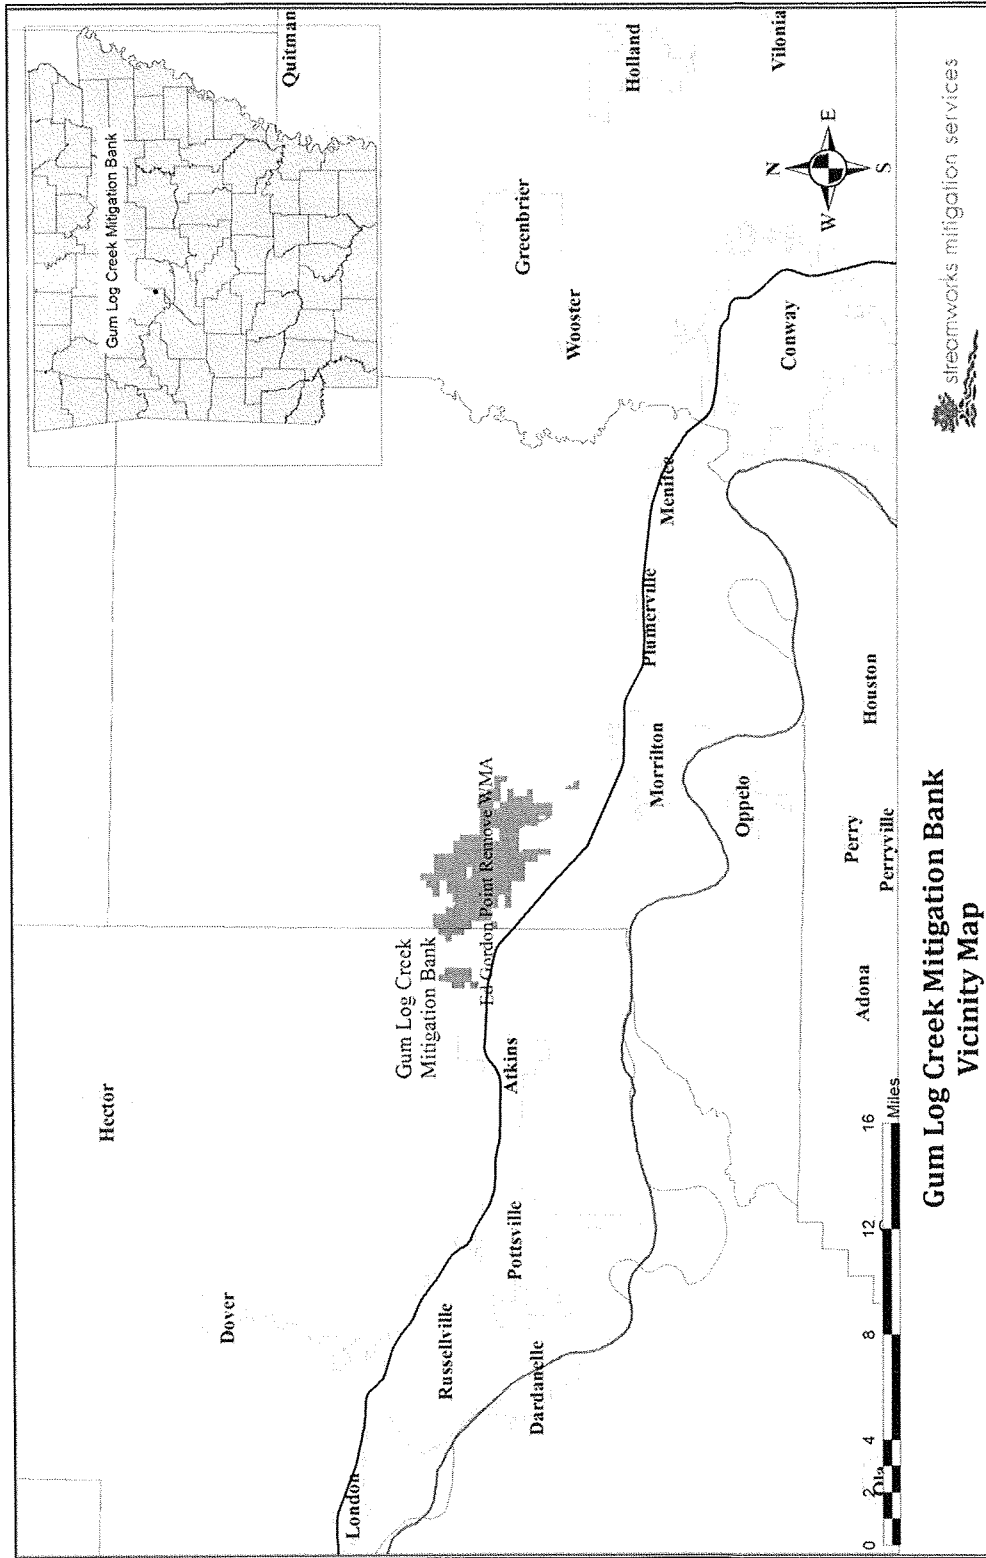 Quitman
Gum Log Creek Mitigation Bank
Hector
Holland
Dover
Greenbrier
Vilonia
Gum Log Creek
Mitigation Bank
Ed Gordon Point Remove WMA
Wooster
N
W
E
S
London
Russellville
Atkins
Pottsville
Dardanelle
Menifee
Plumerville
Morrilton
Conway
Oppelo
Houston
Perry
Perryville
Adona
Ola
0 2 4 8 12 16
Miles
Gum Log Creek Mitigation Bank
Vicinity Map
streamworks mitigation services